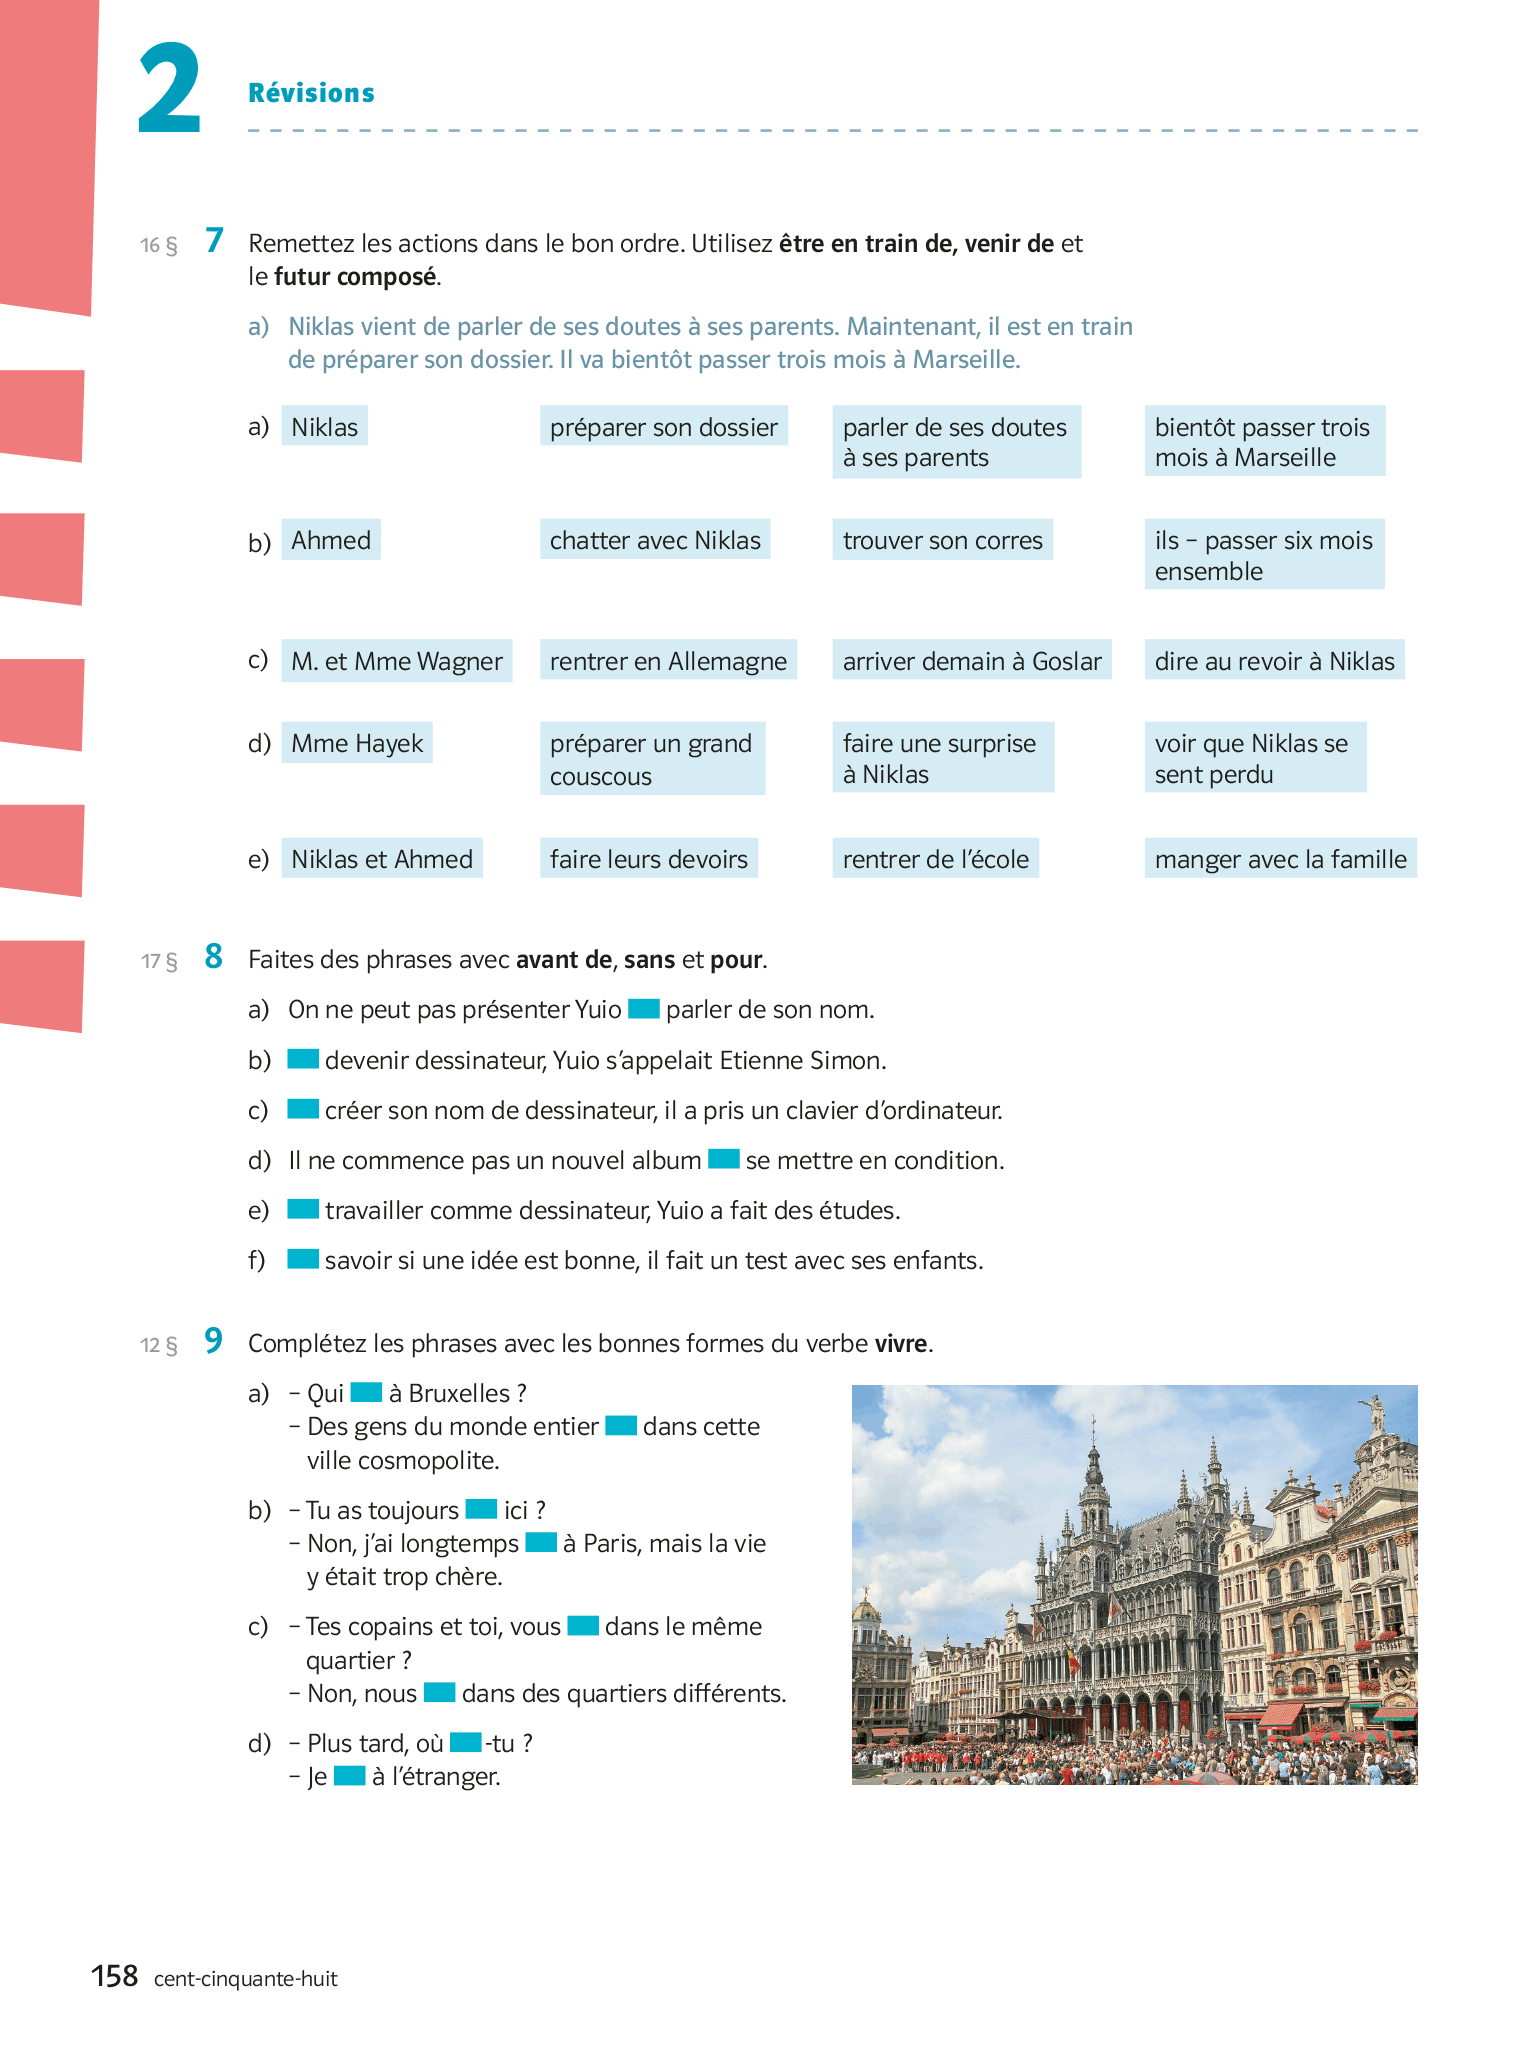 2
Révisions
16 § 7 Remettez les actions dans le bon ordre. Utilisez être en train de, venir de et
le futur composé.
a) Niklas vient de parler de ses doutes à ses parents. Maintenant, il est en train
de préparer son dossier. Il va bientôt passer trois mois à Marseille.
a) Niklas préparer son dossier parler de ses doutes bientôt passer trois
à ses parents mois à Marseille
b) Ahmed chatter avec Niklas trouver son corres ils – passer six mois
ensemble
c) M. et Mme Wagner rentrer en Allemagne arriver demain à Goslar dire au revoir à Niklas
d) Mme Hayek préparer un grand faire une surprise voir que Niklas se
couscous à Niklas sent perdu
e) Niklas et Ahmed faire leurs devoirs rentrer de l’école manger avec la famille
17 § 8 Faites des phrases avec avant de, sans et pour.
a) On ne peut pas présenter Yuio parler de son nom.
b) devenir dessinateur, Yuio s’appelait Etienne Simon.
c) créer son nom de dessinateur, il a pris un clavier d’ordinateur.
d) Il ne commence pas un nouvel album se mettre en condition.
e) travailler comme dessinateur, Yuio a fait des études.
f) savoir si une idée est bonne, il fait un test avec ses enfants.
12 § 9 Complétez les phrases avec les bonnes formes du verbe vivre.
a) – Qui à Bruxelles ?
– Des gens du monde entier dans cette
ville cosmopolite.
b) – Tu as toujours ici ?
– Non, j’ai longtemps à Paris, mais la vie
y était trop chère.
c) – Tes copains et toi, vous dans le même
quartier ?
– Non, nous dans des quartiers différents.
d) – Plus tard, où -tu ?
– Je à l’étranger.
158 cent-cinquante-huit